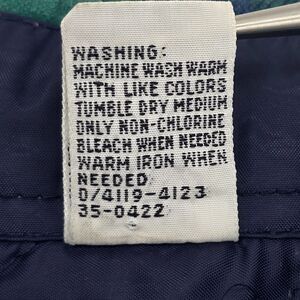 WASHING:
MACHINE WASH WARM
WITH LIKE COLORS
TUMBLE DRY MEDIUM
ONLY NON-CHLORINE
BLEACH WHEN NEEDED
WARM IRON WHEN
NEEDED
0/4119-4123
35-0422